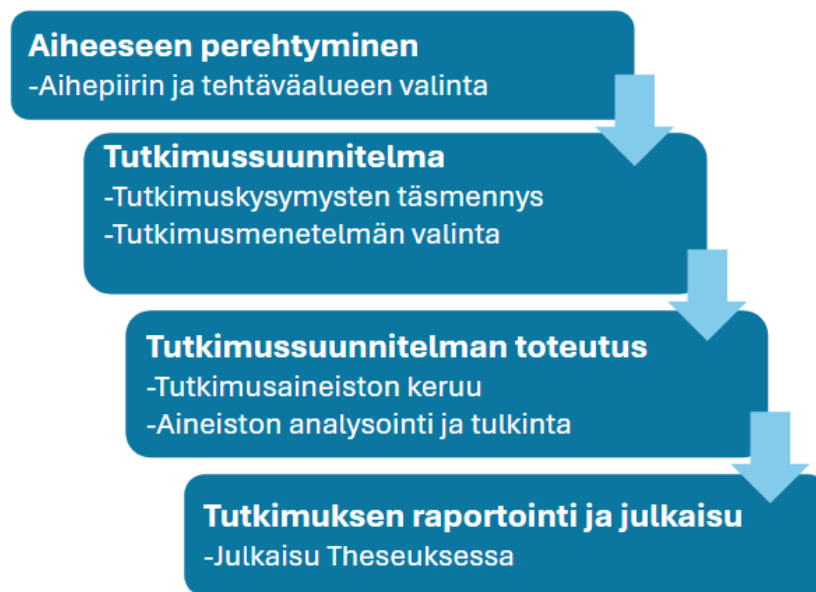 Aiheeseen perehtyminen
-Aihepiirin ja tehtäväalueen valinta
Tutkimussuunnitelma
-Tutkimuskysymysten täsmennys
-Tutkimusmenetelmän valinta
Tutkimussuunnitelman toteutus
-Tutkimusaineiston keruu
-Aineiston analysointi ja tulkinta
Tutkimuksen raportointi ja julkaisu
-Julkaisu Theseuksessa